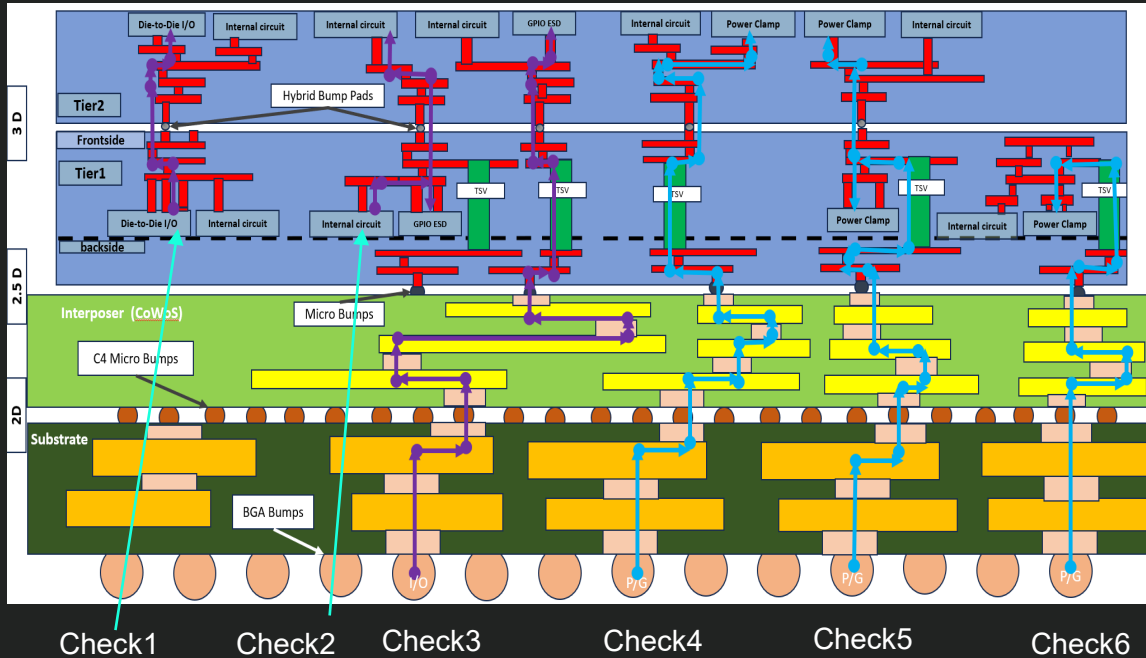 Die-to-Die I/O
Internal circuit
Internal circuit
Internal circuit
GPIO ESD
Internal circuit
Power Clamp
Power Clamp
Internal circuit
Hybrid Bump Pads
Tier2
3 D
Frontside
Tier1
TSV
TSV
TSV
TSV
TSV
Die-to-Die I/O
Internal circuit
Internal circuit
GPIO ESD
Power Clamp
Internal circuit
Power Clamp
backside
2.5 D
Interposer (CoWoS)
Micro Bumps
C4 Micro Bumps
2D
Substrate
BGA Bumps
I/O
P/G
P/G
P/G
Check1
Check2
Check3
Check4
Check5
Check6